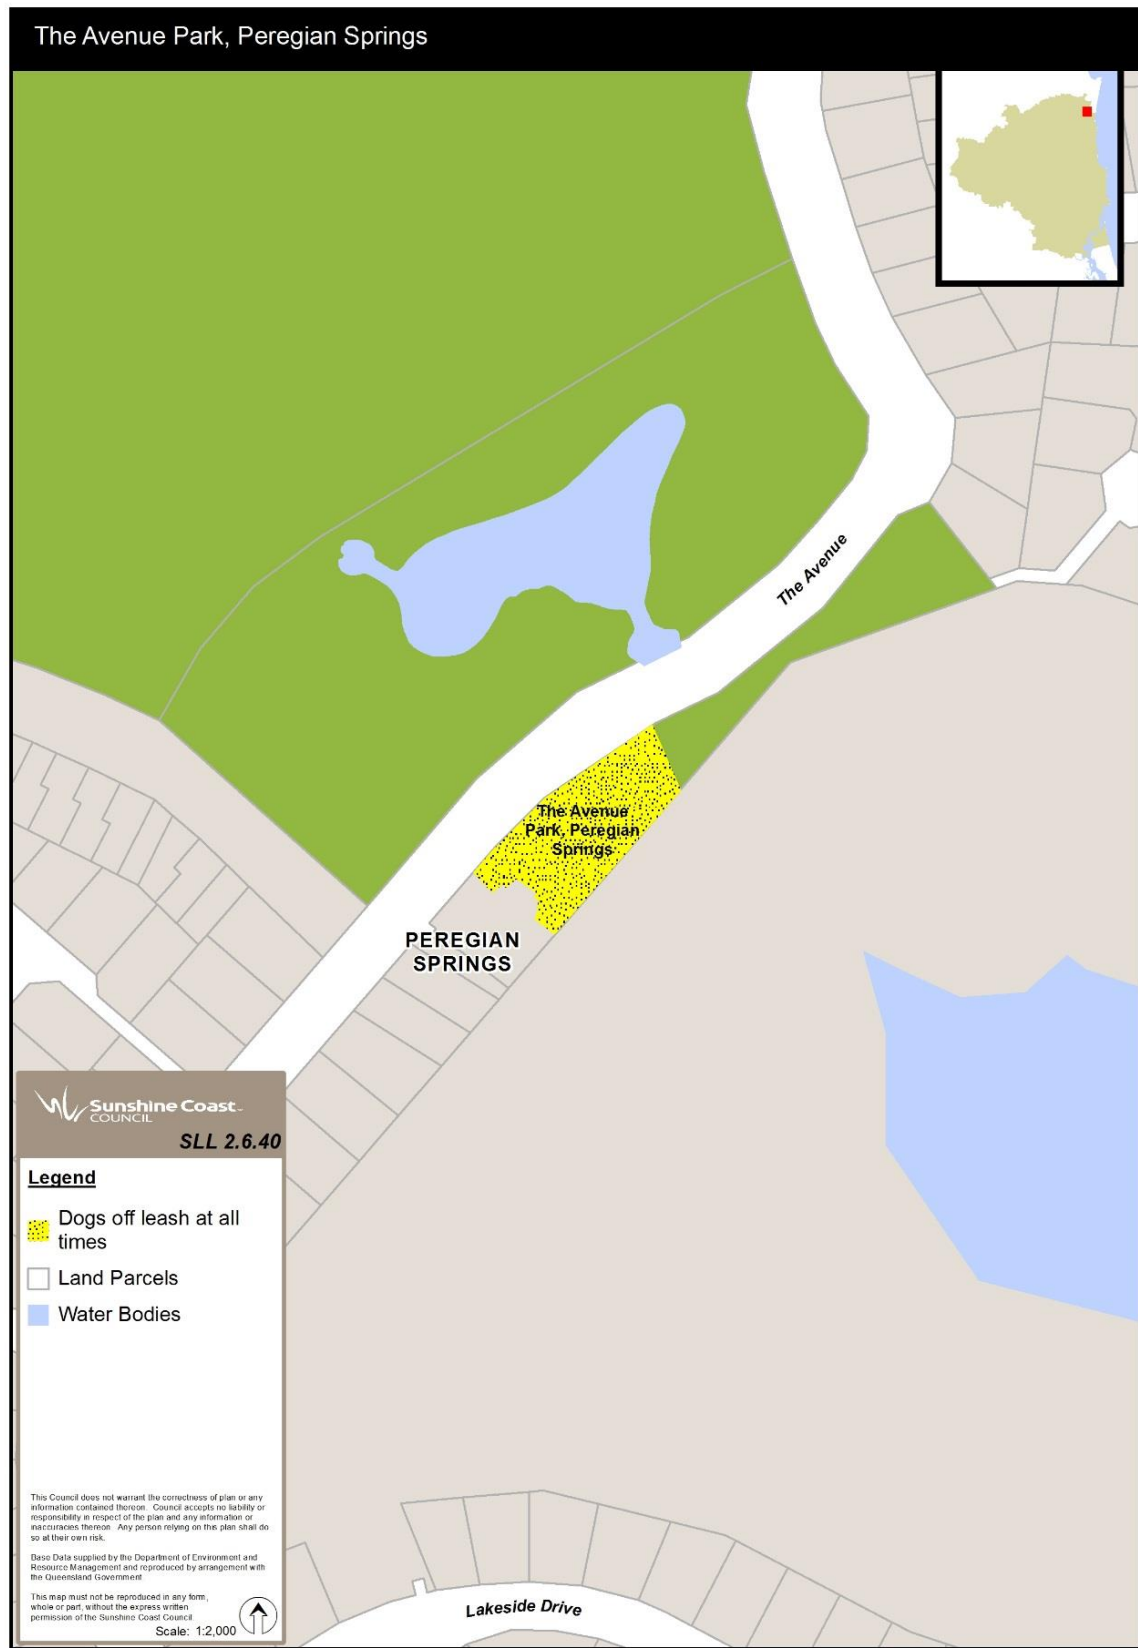 The Avenue Park, Peregian Springs
The Avenue
The Avenue
Park, Peregian
Springs
PEREGIAN
SPRINGS
Sunshine Coast
COUNCIL
SLL 2.6.40
Legend
Dogs off leash at all
times
Land Parcels
Water Bodies
This Council does not warrant the correctness of plan or any
information contained thereon. Council accepts no liability or
responsibility in respect of the plan and any information or
inaccuracies thereon. Any person relying on this plan shall do
so at their own risk.
Base Data supplied by the Department of Environment and
Resource Management and reproduced by arrangement with
the Queensland Government
This map must not be reproduced in any form,
whole or part, without the express written
permission of the Sunshine Coast Council.
Scale: 1:2,000
Lakeside Drive